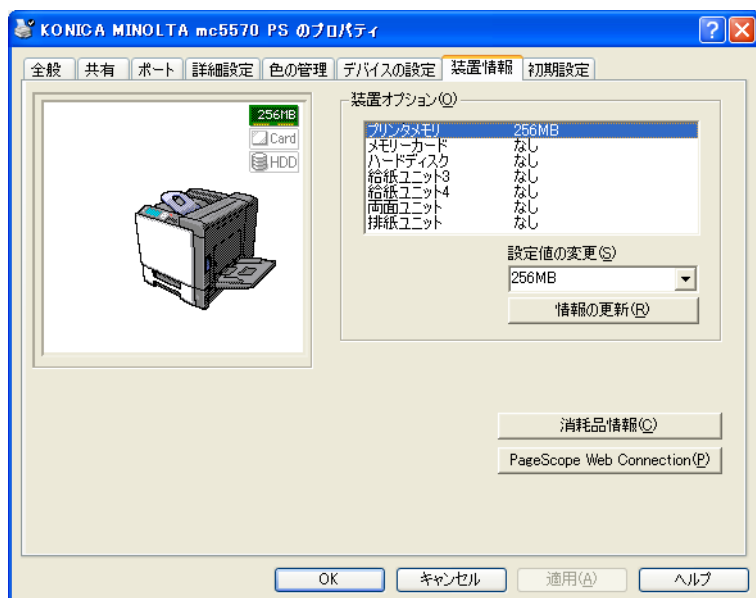 KONICA MINOLTA mc5570 PS のプロパティ
全般 共有 ポート 詳細設定 色の管理 デバイスの設定 装置情報 初期設定
256MB
Card
HDD
装置オプション(O)
プリンタメモリ 256MB
メモリーカード なし
ハードディスク なし
給紙ユニット3 なし
給紙ユニット4 なし
両面ユニット なし
排紙ユニット なし
設定値の変更(S)
256MB
情報の更新(R)
消耗品情報(C)
PageScope Web Connection(P)
OK キャンセル 適用(A) ヘルプ